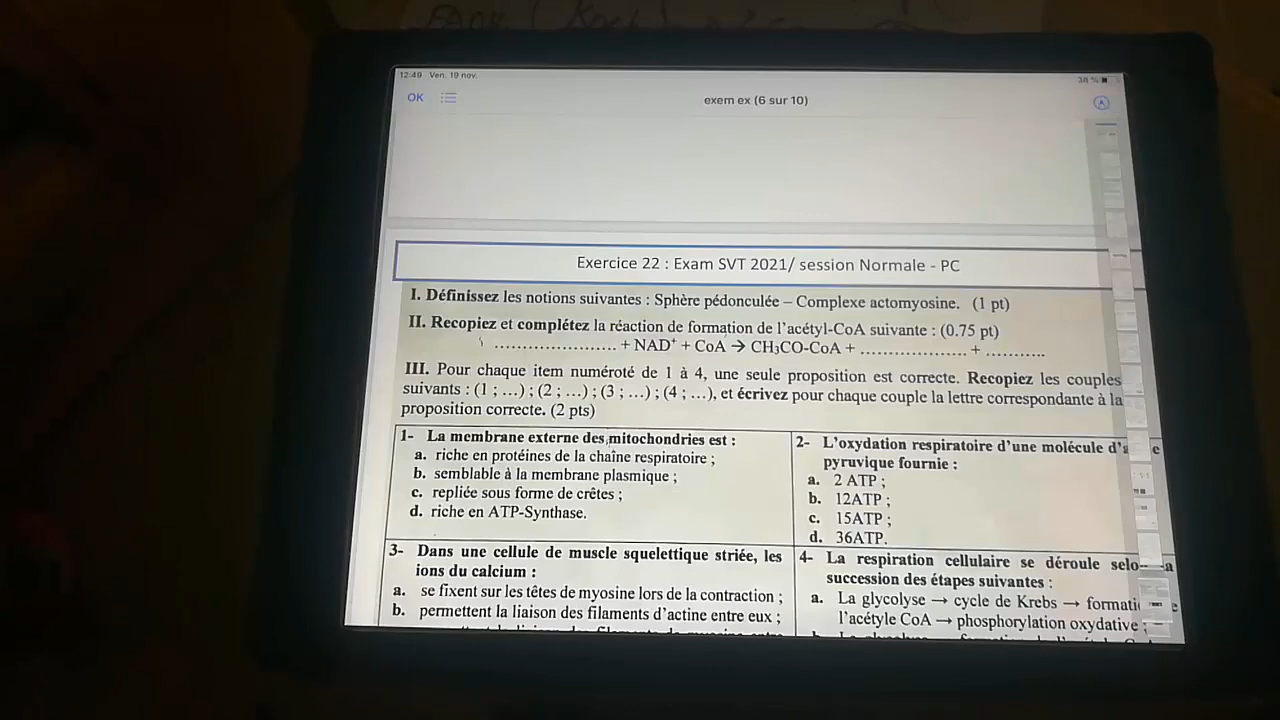 12:49 Ven. 19 nov.
38 %
OK
exem ex (6 sur 10)
Exercice 22 : Exam SVT 2021/ session Normale - PC
I. Définissez les notions suivantes : Sphère pédonculée – Complexe actomyosine. (1 pt)
II. Recopiez et complétez la réaction de formation de l'acétyl-CoA suivante : (0.75 pt)
..................... + NAD⁺ + CoA → CH₃CO-CoA + ................... + ...........
III. Pour chaque item numéroté de 1 à 4, une seule proposition est correcte. Recopiez les couples
suivants : (1 ; ...) ; (2 ; ...) ; (3 ; ...) ; (4 ; ...), et écrivez pour chaque couple la lettre correspondante à la
proposition correcte. (2 pts)
1- La membrane externe des mitochondries est :
a. riche en protéines de la chaîne respiratoire ;
b. semblable à la membrane plasmique ;
c. repliée sous forme de crêtes ;
d. riche en ATP-Synthase.
2- L'oxydation respiratoire d'une molécule
pyruvique fournie :
a. 2 ATP ;
b. 12ATP ;
c. 15ATP ;
d. 36ATP.
3- Dans une cellule de muscle squelettique striée, les
ions du calcium :
a. se fixent sur les têtes de myosine lors de la contraction ;
b. permettent la liaison des filaments d'actine entre eux ;
4- La respiration cellulaire se déroule
succession des étapes suivantes :
a. La glycolyse → cycle de Krebs →
l'acétyle CoA → phosphorylation oxydative ;